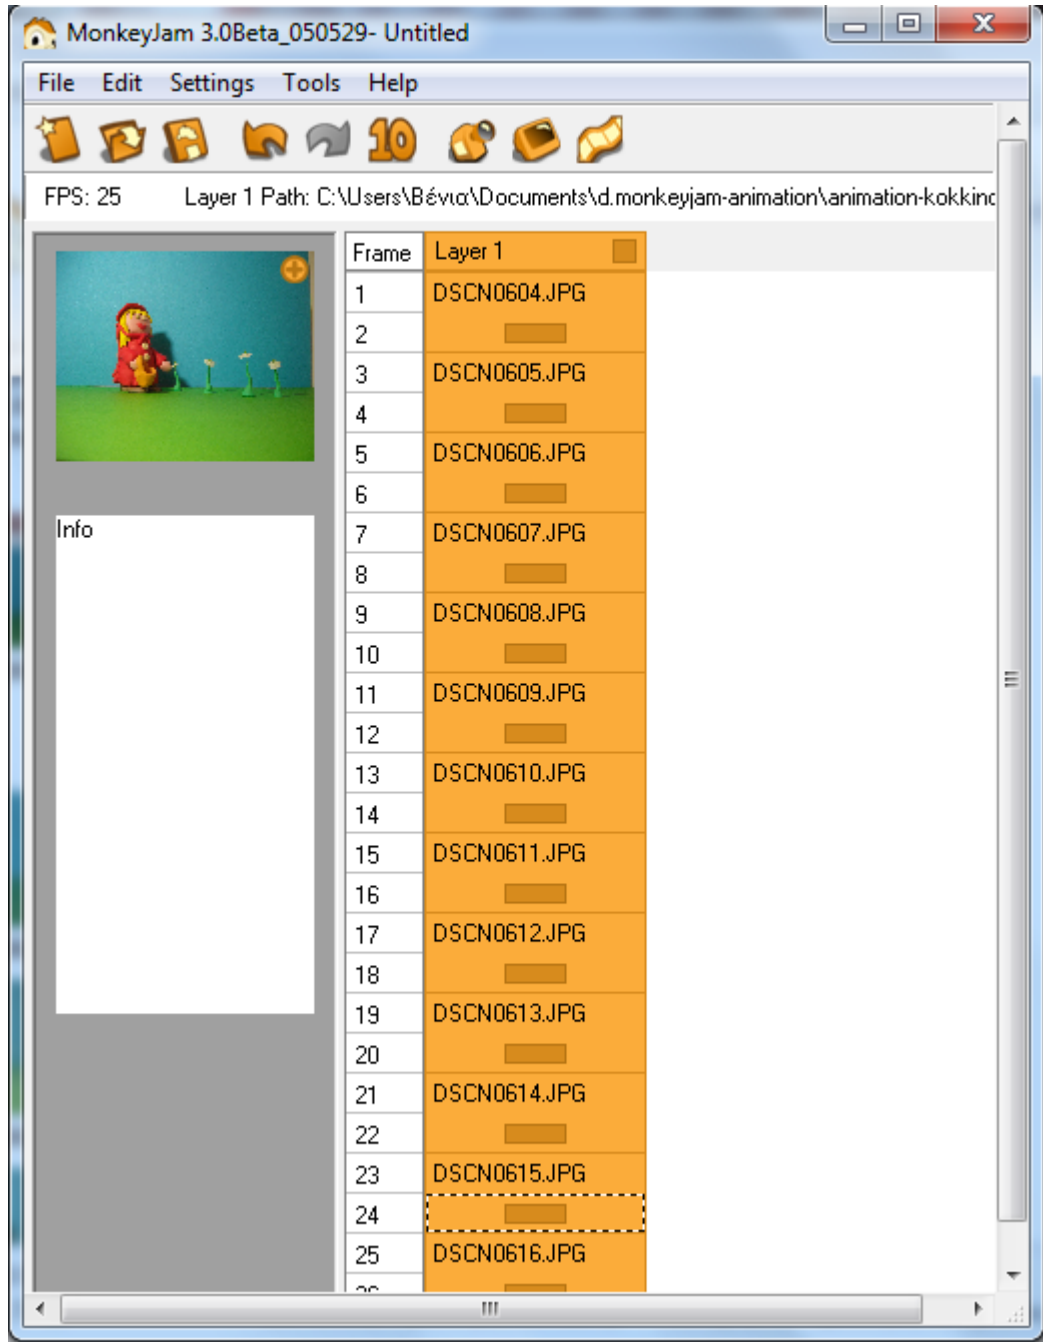 MonkeyJam 3.0Beta_050529- Untitled
File Edit Settings Tools Help
10
FPS: 25 Layer 1 Path: C:\Users\Βένια\Documents\d.monkeyjam-animation\animation-kokkinc
Frame Layer 1
1 DSCN0604.JPG
2
3 DSCN0605.JPG
4
5 DSCN0606.JPG
6
Info
7 DSCN0607.JPG
8
9 DSCN0608.JPG
10
11 DSCN0609.JPG
12
13 DSCN0610.JPG
14
15 DSCN0611.JPG
16
17 DSCN0612.JPG
18
19 DSCN0613.JPG
20
21 DSCN0614.JPG
22
23 DSCN0615.JPG
24
25 DSCN0616.JPG